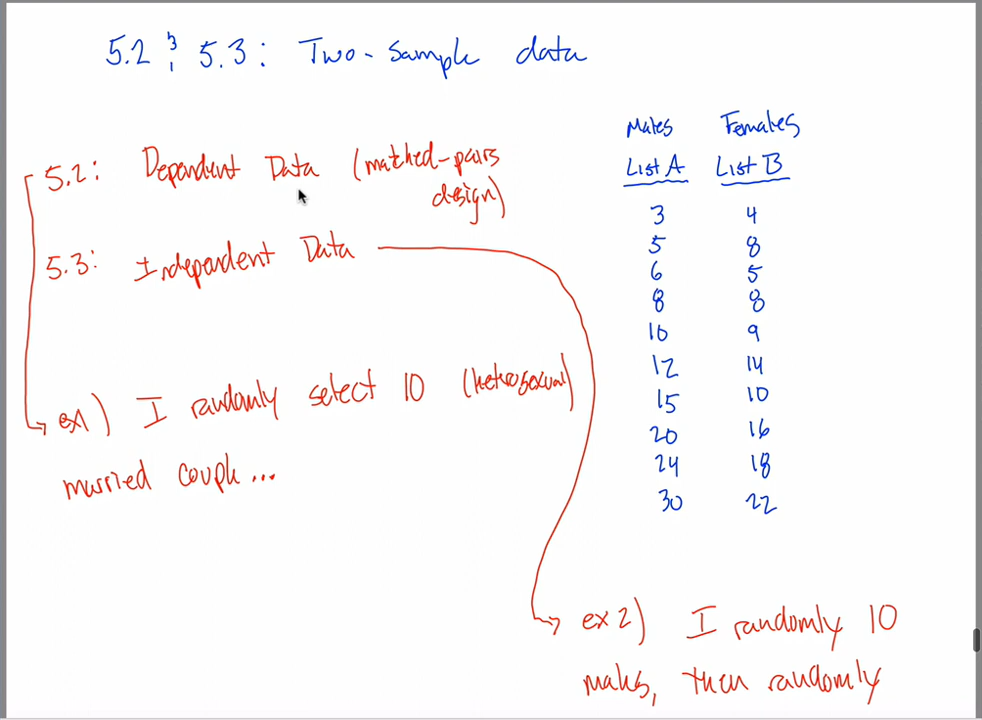 5.2 & 5.3: Two-Sample data
5.2: Dependent Data (matched-pairs
design)
5.3: Independent Data
ex1) I randomly select 10 (hetrosexual)
married coupl...
Males Females
List A List B
3 4
5 8
6 5
8 8
10 9
12 14
15 10
20 16
24 18
30 22
ex2) I randomly 10
males, then randomly